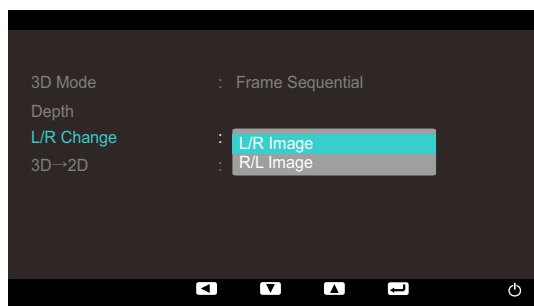 3D Mode : Frame Sequential
Depth
L/R Change : L/R Image
R/L Image
3D→2D :